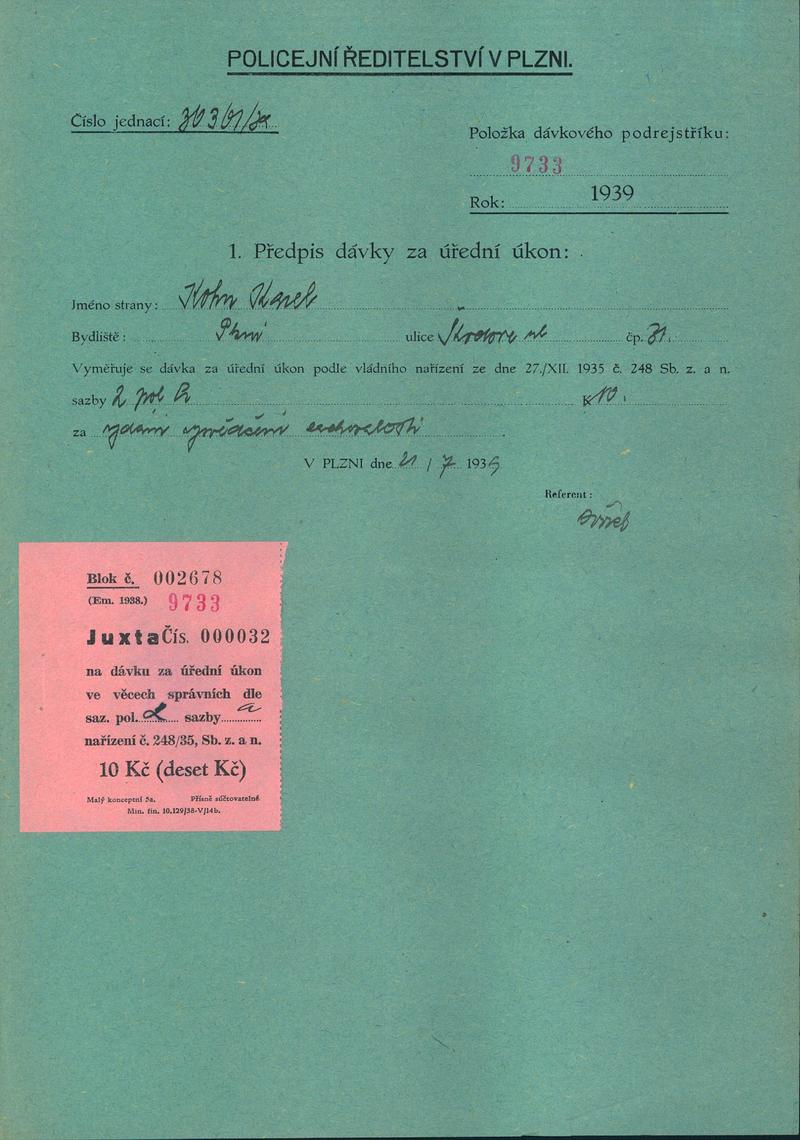 POLICEJNÍ ŘEDITELSTVÍ V PLZNI.
Číslo jednací:
Položka dávkového podrejstříku:
9733
Rok: 1939
1. Předpis dávky za úřední úkon:
Jméno strany: Kohn Karel
Bydliště: Plzni ulice čp. 31.
Vyměřuje se dávka za úřední úkon podle vládního nařízení ze dne 27./XII. 1935 č. 248 Sb. z. a n.
sazby 2 pol K 10
za vydání vysvědčení zachovalosti
V PLZNI dne 21 / 7 1939
Referent:
Blok č. 002678
(Em. 1938.) 9733
Juxta Čís. 000032
na dávku za úřední úkon
ve věcech správních dle
saz. pol. 2 sazby a
nařízení č. 248/35, Sb. z. a n.
10 Kč (deset Kč)
Malý konceptní 5a. Přísně súčtovatelné
Min. fin. 10.129/38-V/14b.